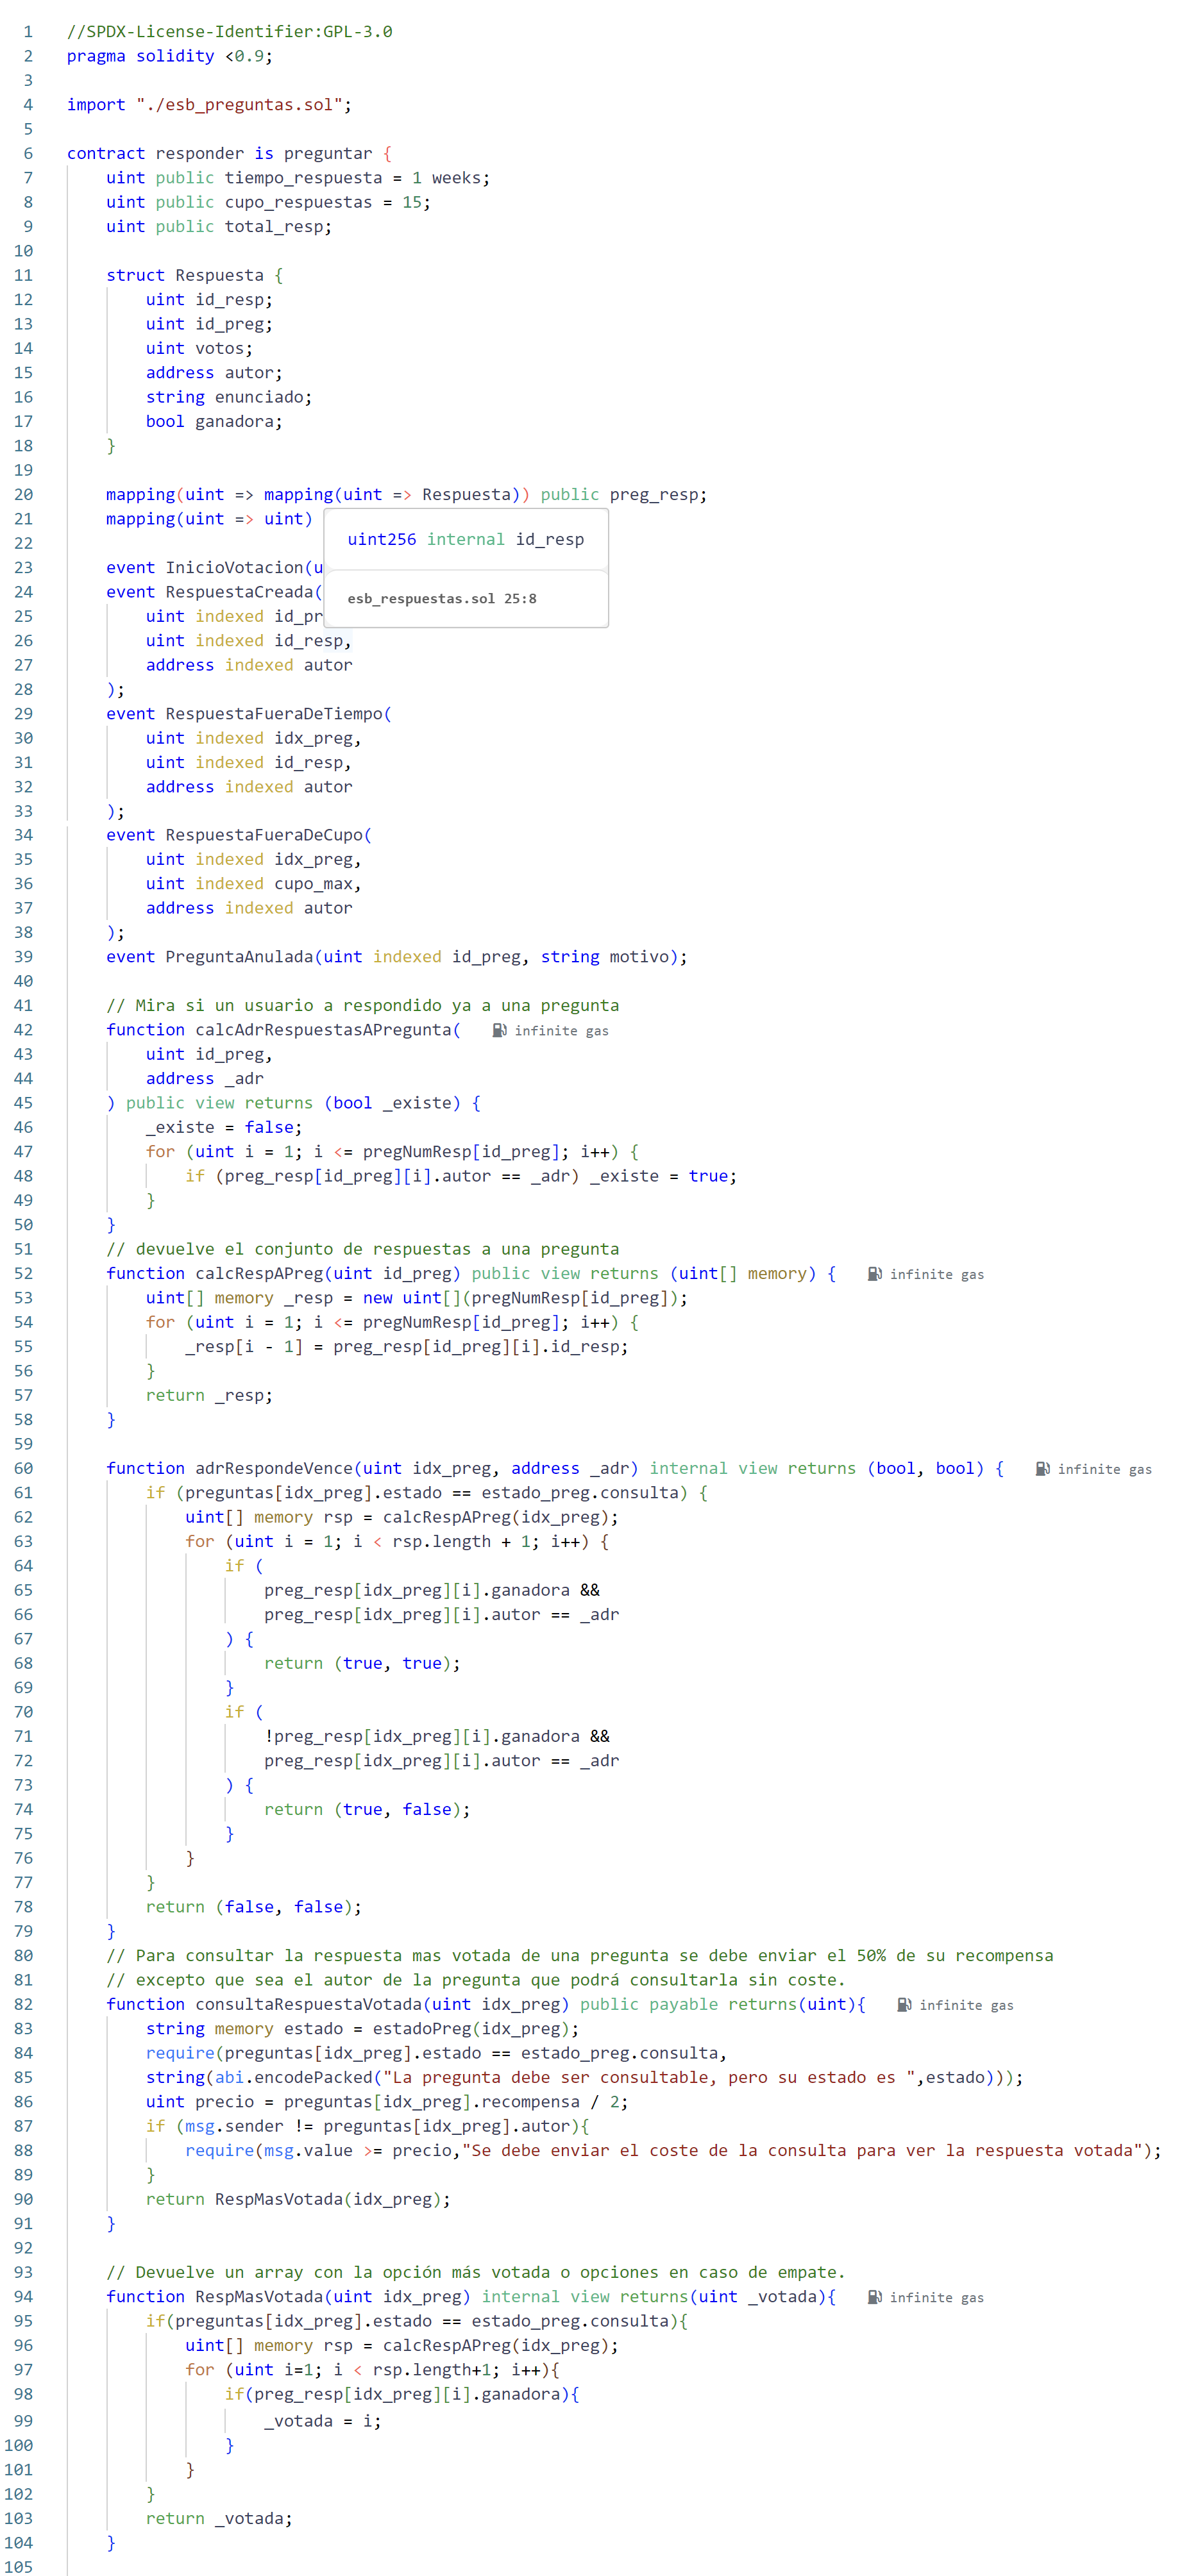 1 //SPDX-License-Identifier:GPL-3.0
2 pragma solidity <0.9;
3
4 import "./esb_preguntas.sol";
5
6 contract responder is preguntar {
7     uint public tiempo_respuesta = 1 weeks;
8     uint public cupo_respuestas = 15;
9     uint public total_resp;
10
11     struct Respuesta {
12         uint id_resp;
13         uint id_preg;
14         uint votos;
15         address autor;
16         string enunciado;
17         bool ganadora;
18     }
19
20     mapping(uint => mapping(uint => Respuesta)) public preg_resp;
21     mapping(uint => uint)
22
uint256 internal id_resp
23     event InicioVotacion(u
24     event RespuestaCreada(
esb_respuestas.sol 25:8
25         uint indexed id_pr
26         uint indexed id_resp,
27         address indexed autor
28     );
29     event RespuestaFueraDeTiempo(
30         uint indexed idx_preg,
31         uint indexed id_resp,
32         address indexed autor
33     );
34     event RespuestaFueraDeCupo(
35         uint indexed idx_preg,
36         uint indexed cupo_max,
37         address indexed autor
38     );
39     event PreguntaAnulada(uint indexed id_preg, string motivo);
40
41     // Mira si un usuario a respondido ya a una pregunta
42     function calcAdrRespuestasAPregunta( infinite gas
43         uint id_preg,
44         address _adr
45     ) public view returns (bool _existe) {
46         _existe = false;
47         for (uint i = 1; i <= pregNumResp[id_preg]; i++) {
48             if (preg_resp[id_preg][i].autor == _adr) _existe = true;
49         }
50     }
51     // devuelve el conjunto de respuestas a una pregunta
52     function calcRespAPreg(uint id_preg) public view returns (uint[] memory) { infinite gas
53         uint[] memory _resp = new uint[](pregNumResp[id_preg]);
54         for (uint i = 1; i <= pregNumResp[id_preg]; i++) {
55             _resp[i - 1] = preg_resp[id_preg][i].id_resp;
56         }
57         return _resp;
58     }
59
60     function adrRespondeVence(uint idx_preg, address _adr) internal view returns (bool, bool) { infinite gas
61         if (preguntas[idx_preg].estado == estado_preg.consulta) {
62             uint[] memory rsp = calcRespAPreg(idx_preg);
63             for (uint i = 1; i < rsp.length + 1; i++) {
64                 if (
65                     preg_resp[idx_preg][i].ganadora &&
66                     preg_resp[idx_preg][i].autor == _adr
67                 ) {
68                     return (true, true);
69                 }
70                 if (
71                     !preg_resp[idx_preg][i].ganadora &&
72                     preg_resp[idx_preg][i].autor == _adr
73                 ) {
74                     return (true, false);
75                 }
76             }
77         }
78         return (false, false);
79     }
80     // Para consultar la respuesta mas votada de una pregunta se debe enviar el 50% de su recompensa
81     // excepto que sea el autor de la pregunta que podrá consultarla sin coste.
82     function consultaRespuestaVotada(uint idx_preg) public payable returns(uint){ infinite gas
83         string memory estado = estadoPreg(idx_preg);
84         require(preguntas[idx_preg].estado == estado_preg.consulta,
85         string(abi.encodePacked("La pregunta debe ser consultable, pero su estado es ",estado)));
86         uint precio = preguntas[idx_preg].recompensa / 2;
87         if (msg.sender != preguntas[idx_preg].autor){
88             require(msg.value >= precio,"Se debe enviar el coste de la consulta para ver la respuesta votada");
89         }
90         return RespMasVotada(idx_preg);
91     }
92
93     // Devuelve un array con la opción más votada o opciones en caso de empate.
94     function RespMasVotada(uint idx_preg) internal view returns(uint _votada){ infinite gas
95         if(preguntas[idx_preg].estado == estado_preg.consulta){
96             uint[] memory rsp = calcRespAPreg(idx_preg);
97             for (uint i=1; i < rsp.length+1; i++){
98                 if(preg_resp[idx_preg][i].ganadora){
99                     _votada = i;
100                 }
101             }
102         }
103         return _votada;
104     }
105